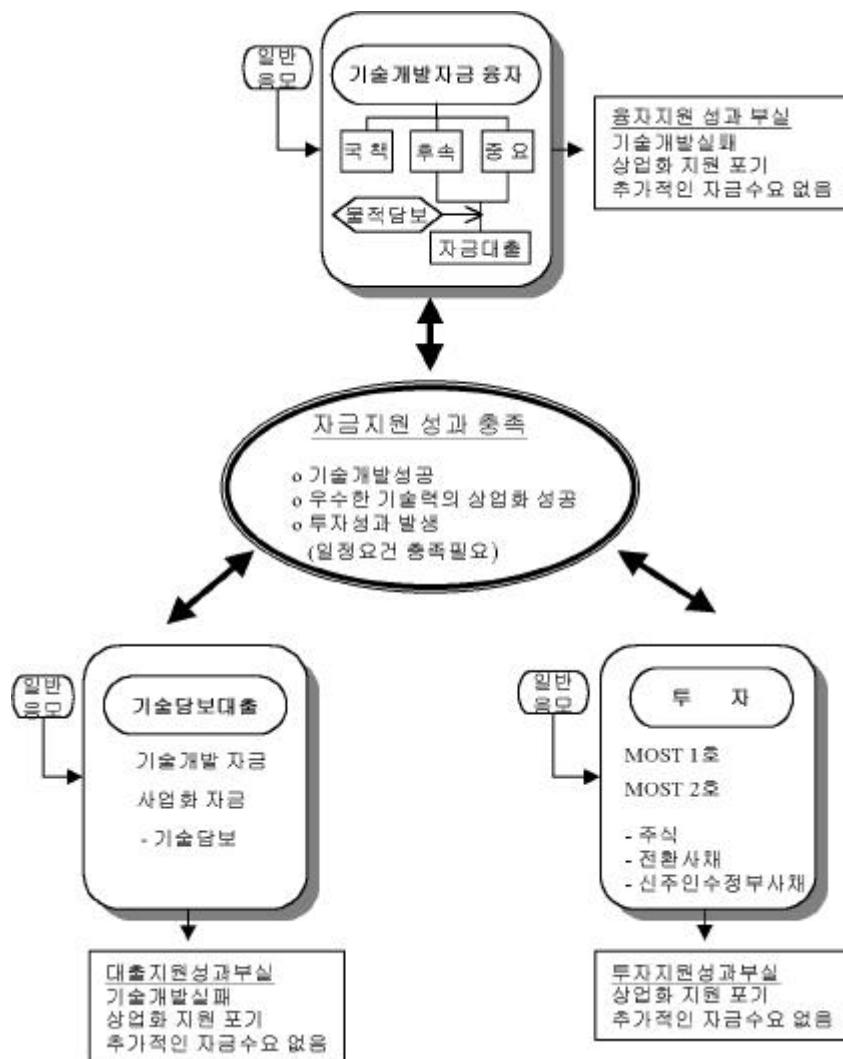 일반
응모
기술개발자금 융자
국 책
후속
중 요
물적담보
자금대출
융자지원 성과 부실
기술개발실패
상업화 지원 포기
추가적인 자금수요 없음
자금지원 성과 충족
o 기술개발성공
o 우수한 기술력의 상업화 성공
o 투자성과 발생
(일정요건 충족필요)
일반
응모
기술담보대출
기술개발 자금
사업화 자금
- 기술담보
대출지원성과부실
기술개발실패
상업화 지원 포기
추가적인 자금수요 없음
일반
응모
투 자
MOST 1호
MOST 2호
- 주식
- 전환사채
- 신주인수정부사채
투자지원성과부실
상업화 지원 포기
추가적인 자금수요 없음